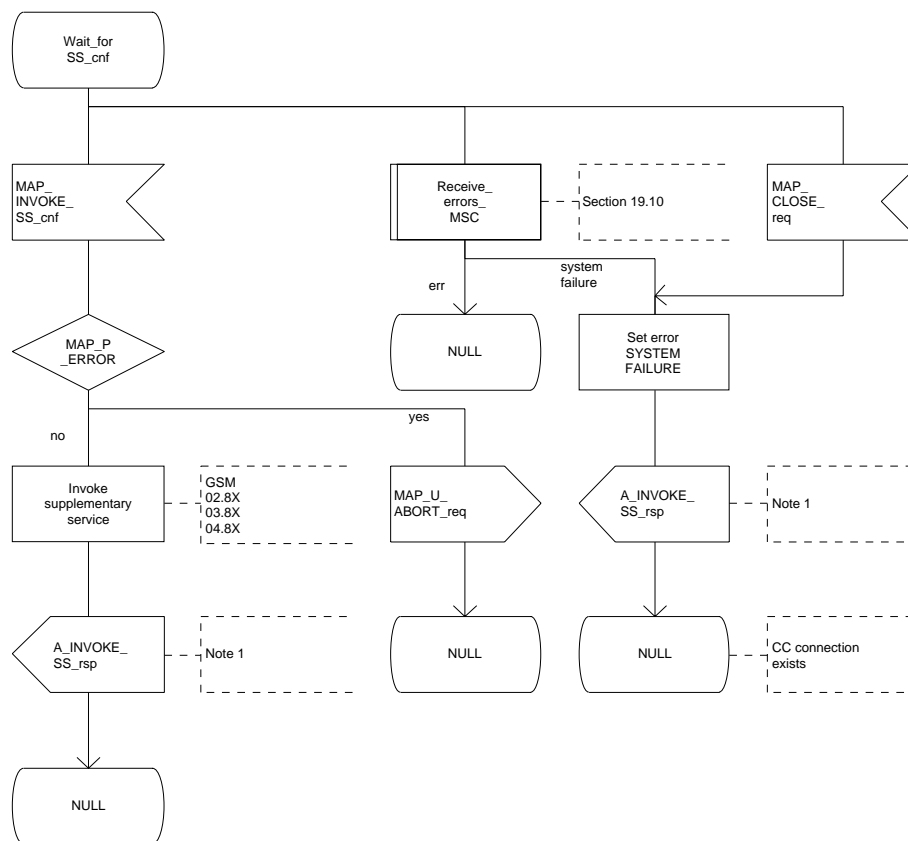 Wait_for
SS_cnf
MAP_
INVOKE_
SS_cnf
Receive_
errors_
MSC
Section 19.10
MAP_
CLOSE_
req
err
system
failure
MAP_P
_ERROR
NULL
Set error
SYSTEM
FAILURE
no
yes
Invoke
supplementary
service
GSM
02.8X
03.8X
04.8X
MAP_U_
ABORT_req
A_INVOKE_
SS_rsp
Note 1
A_INVOKE_
SS_rsp
Note 1
NULL
NULL
CC connection
exists
NULL